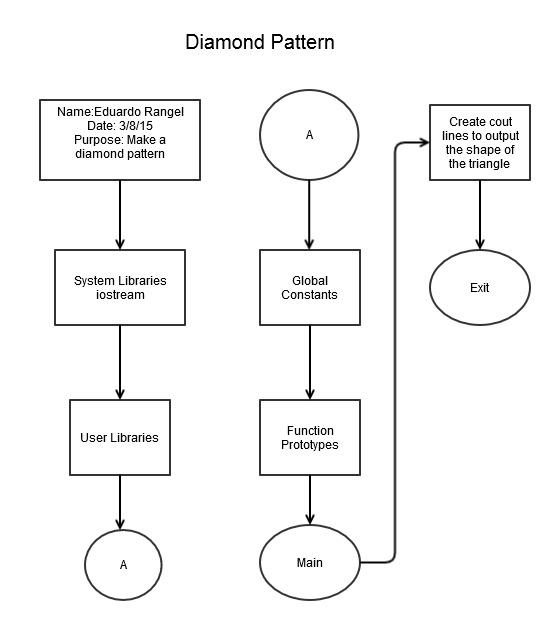 Diamond Pattern
Name:Eduardo Rangel
Date: 3/8/15
Purpose: Make a
diamond pattern
System Libraries
iostream
User Libraries
A
A
Global
Constants
Function
Prototypes
Main
Create cout
lines to output
the shape of
the triangle
Exit